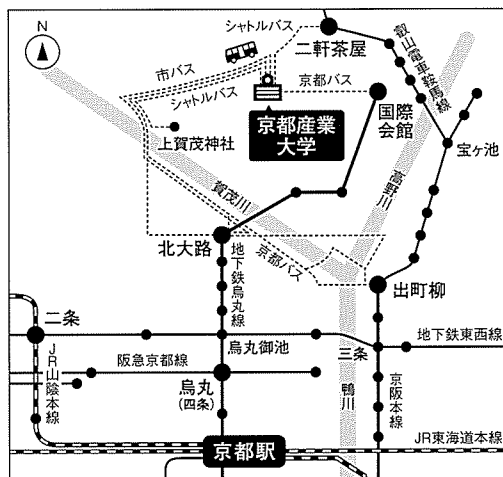 N
シャトルバス
二軒茶屋
叡山電車鞍馬線
市バス
シャトルバス
京都バス
国際
会館
京都産業
大学
上賀茂神社
宝ヶ池
高野川
賀茂川
北大路
京都バス
地下鉄烏丸線
出町柳
二条
地下鉄東西線
烏丸御池
三条
JR山陰本線
阪急京都線
烏丸
(四条)
鴨川
京阪本線
京都駅
JR東海道本線